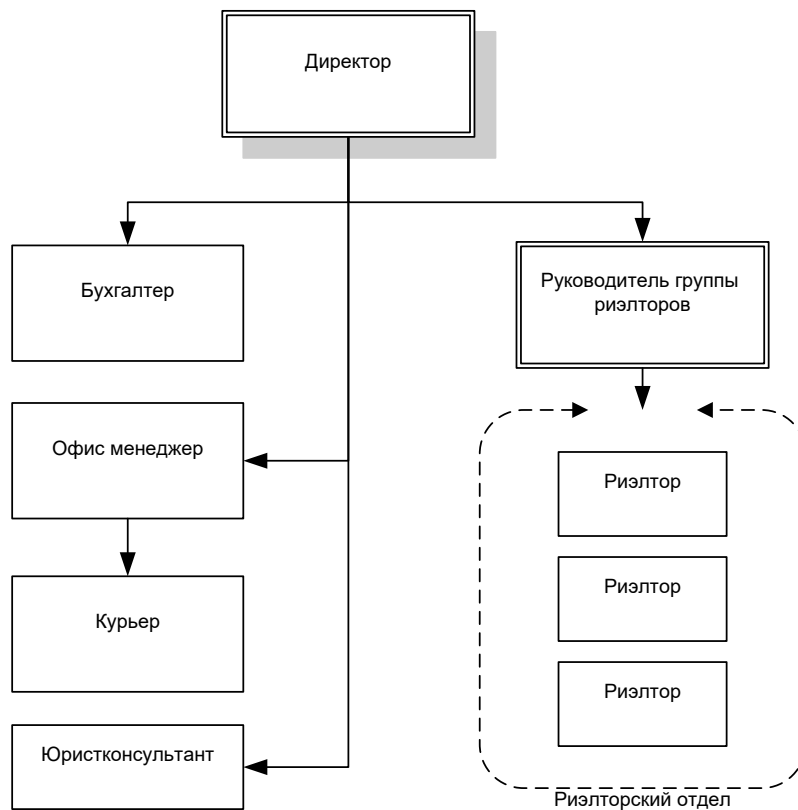 Директор
Бухгалтер
Руководитель группы
риэлторов
Офис менеджер
Риэлтор
Риэлтор
Курьер
Риэлтор
Юристконсультант
Риэлторский отдел